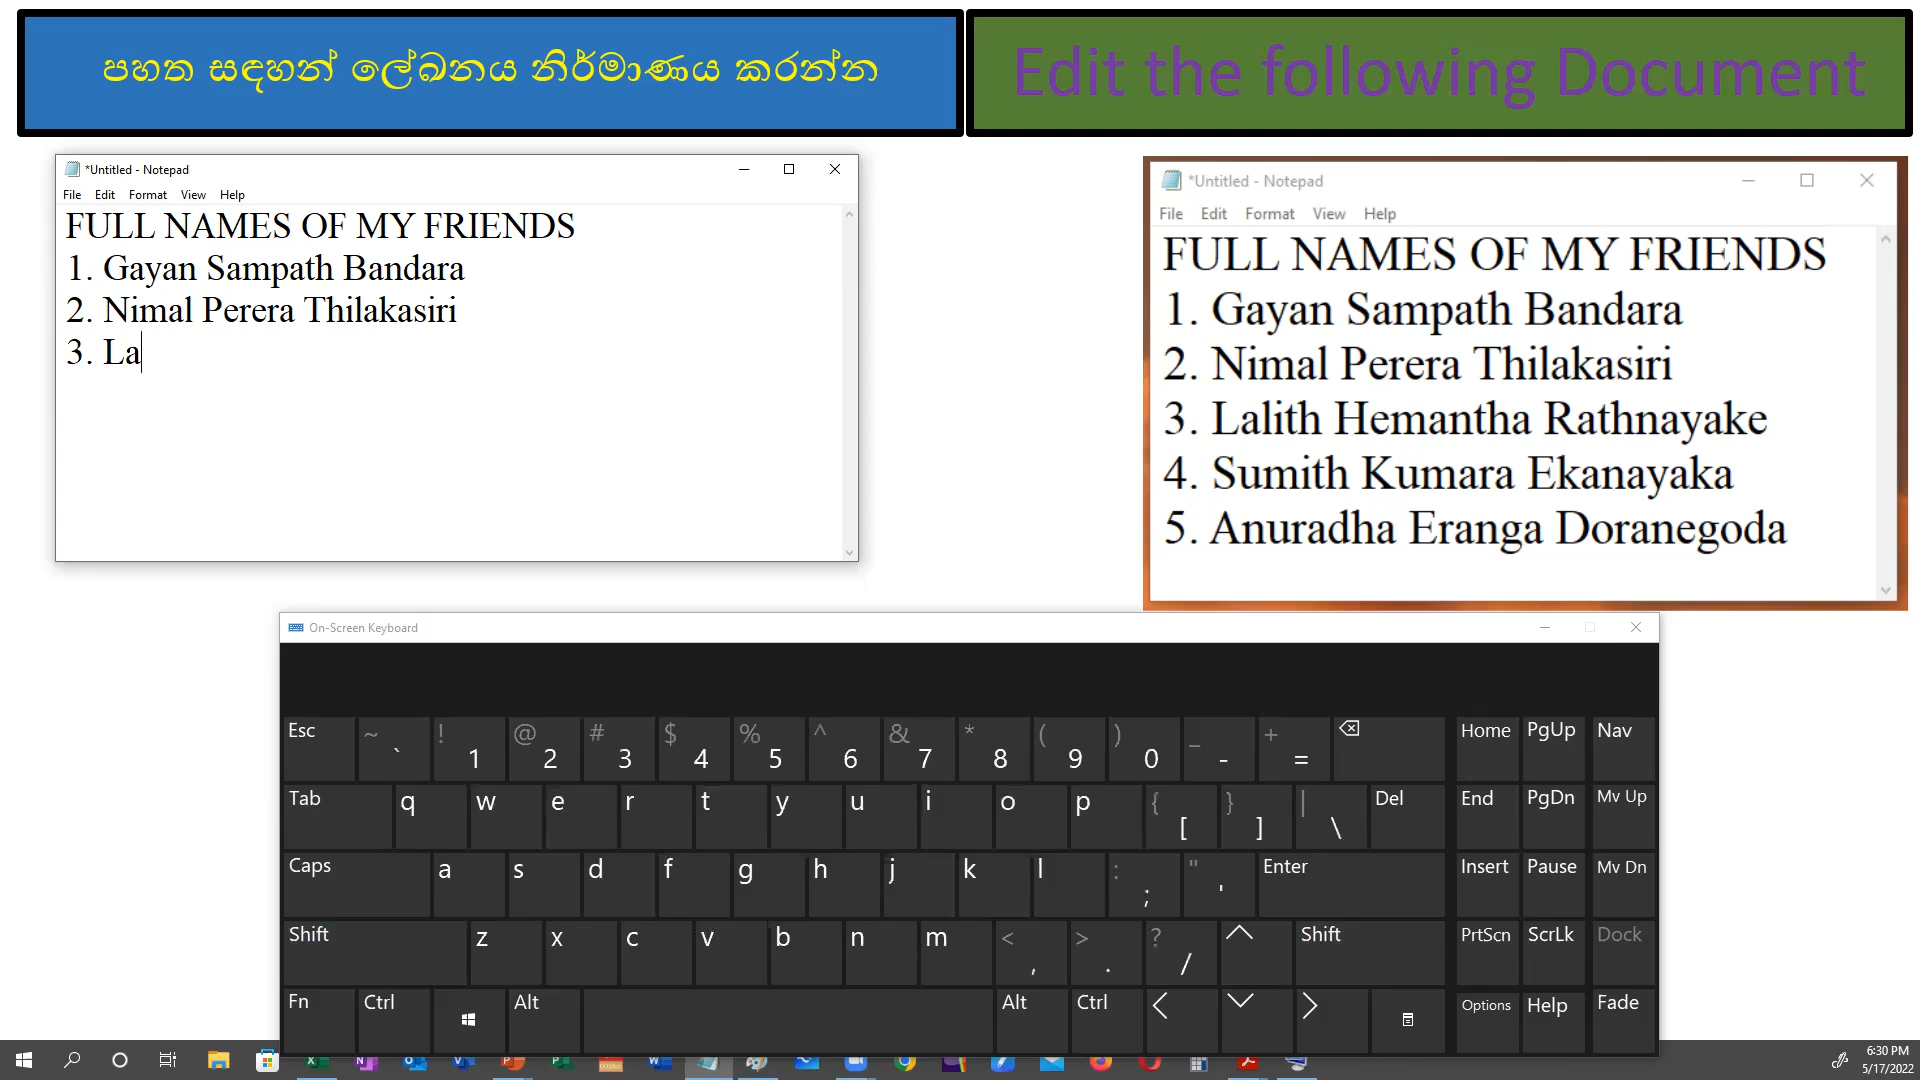 පහත සඳහන් ලේඛනය නිර්මාණය කරන්න
Edit the following Document
*Untitled - Notepad
File Edit Format View Help
FULL NAMES OF MY FRIENDS
1. Gayan Sampath Bandara
2. Nimal Perera Thilakasiri
3. La
*Untitled - Notepad
File Edit Format View Help
FULL NAMES OF MY FRIENDS
1. Gayan Sampath Bandara
2. Nimal Perera Thilakasiri
3. Lalith Hemantha Rathnayake
4. Sumith Kumara Ekanayaka
5. Anuradha Eranga Doranegoda
On-Screen Keyboard
Esc ~ ` ! 1 @ 2 # 3 $ 4 % 5 ^ 6 & 7 * 8 ( 9 ) 0 _ - + = Home PgUp Nav
Tab q w e r t y u i o p { [ } ] | \ Del End PgDn Mv Up
Caps a s d f g h j k l : ; " ' Enter Insert Pause Mv Dn
Shift z x c v b n m < , > . ? / Shift PrtScn ScrLk Dock
Fn Ctrl Alt Alt Ctrl Options Help Fade
6:30 PM
5/17/2022